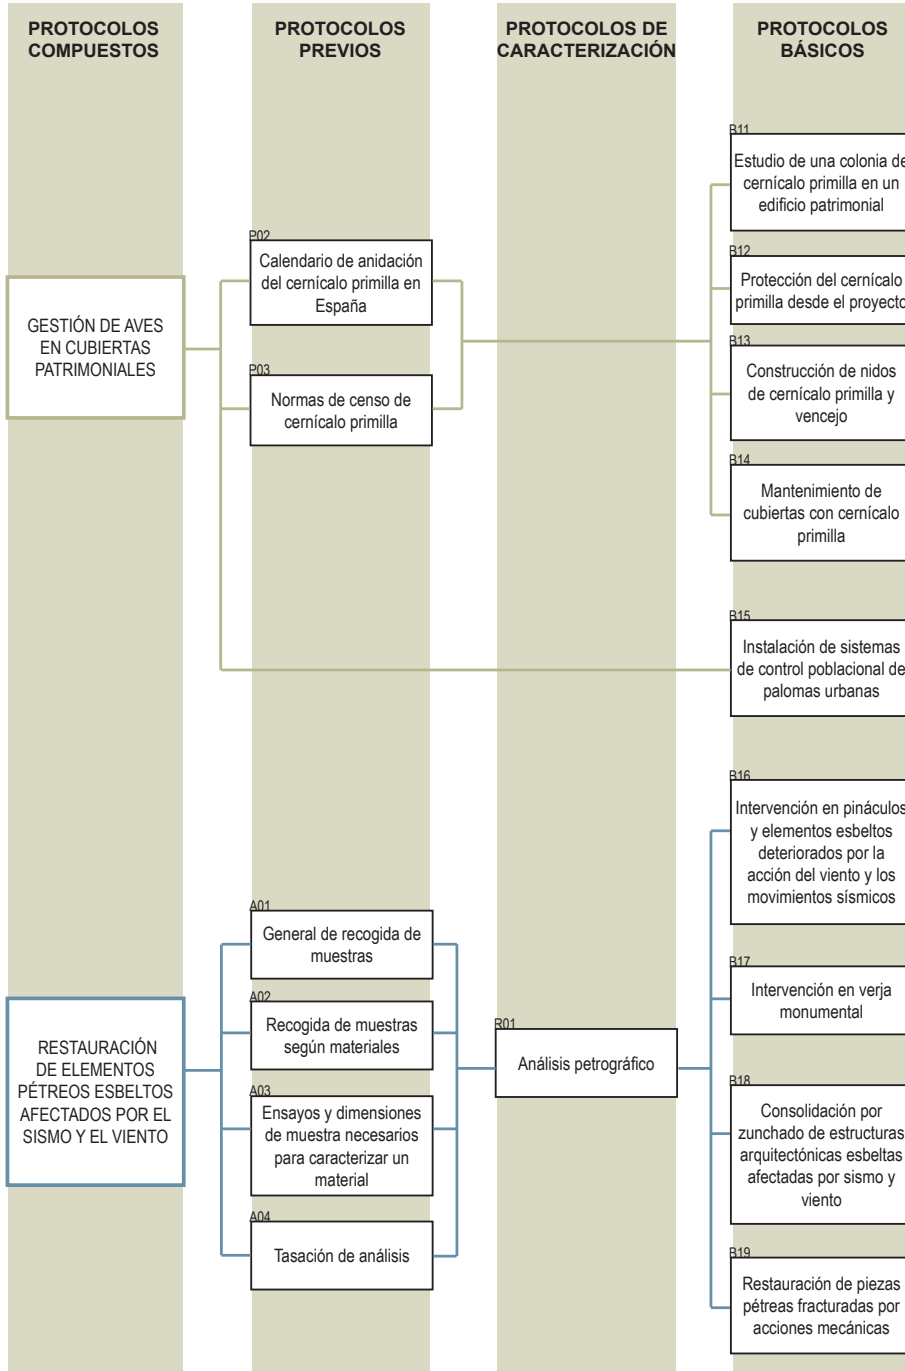 PROTOCOLOS
COMPUESTOS
PROTOCOLOS
PREVIOS
PROTOCOLOS DE
CARACTERIZACIÓN
PROTOCOLOS
BÁSICOS
GESTIÓN DE AVES
EN CUBIERTAS
PATRIMONIALES
P02
Calendario de anidación
del cernícalo primilla en
España
P03
Normas de censo de
cernícalo primilla
B11
Estudio de una colonia de
cernícalo primilla en un
edificio patrimonial
B12
Protección del cernícalo
primilla desde el proyecto
B13
Construcción de nidos
de cernícalo primilla y
vencejo
B14
Mantenimiento de
cubiertas con cernícalo
primilla
B15
Instalación de sistemas
de control poblacional de
palomas urbanas
RESTAURACIÓN
DE ELEMENTOS
PÉTREOS ESBELTOS
AFECTADOS POR EL
SISMO Y EL VIENTO
A01
General de recogida de
muestras
A02
Recogida de muestras
según materiales
A03
Ensayos y dimensiones
de muestra necesarios
para caracterizar un
material
A04
Tasación de análisis
R01
Análisis petrográfico
B16
Intervención en pináculos
y elementos esbeltos
deteriorados por la
acción del viento y los
movimientos sísmicos
B17
Intervención en verja
monumental
B18
Consolidación por
zunchado de estructuras
arquitectónicas esbeltas
afectadas por sismo y
viento
B19
Restauración de piezas
pétreas fracturadas por
acciones mecánicas